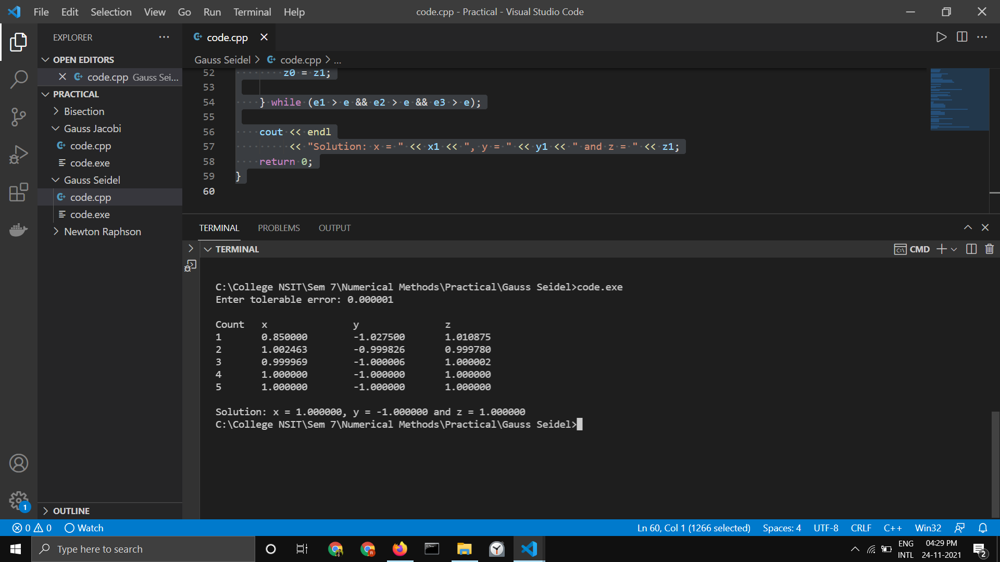 File Edit Selection View Go Run Terminal Help
code.cpp - Practical - Visual Studio Code
EXPLORER
OPEN EDITORS
code.cpp Gauss Sei...
PRACTICAL
Bisection
Gauss Jacobi
code.cpp
code.exe
Gauss Seidel
code.cpp
code.exe
Newton Raphson
OUTLINE
code.cpp
Gauss Seidel > code.cpp > ...
52 z0 = z1;
53
54 } while (e1 > e && e2 > e && e3 > e);
55
56 cout << endl
57 << "Solution: x = " << x1 << ", y = " << y1 << " and z = " << z1;
58 return 0;
59 }
60
TERMINAL PROBLEMS OUTPUT
TERMINAL
CMD
C:\College NSIT\Sem 7\Numerical Methods\Practical\Gauss Seidel>code.exe
Enter tolerable error: 0.000001
Count x y z
1 0.850000 -1.027500 1.010875
2 1.002463 -0.999826 0.999780
3 0.999969 -1.000006 1.000002
4 1.000000 -1.000000 1.000000
5 1.000000 -1.000000 1.000000
Solution: x = 1.000000, y = -1.000000 and z = 1.000000
C:\College NSIT\Sem 7\Numerical Methods\Practical\Gauss Seidel>
1
0 0 Watch
Ln 60, Col 1 (1266 selected) Spaces: 4 UTF-8 CRLF C++ Win32
Type here to search
R
ENG
INTL
04:29 PM
24-11-2021
2